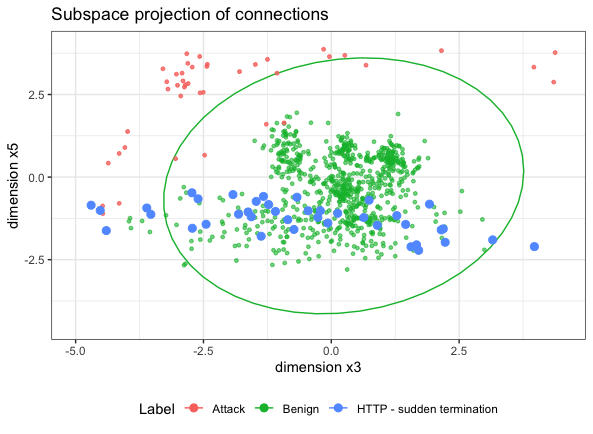 Subspace projection of connections
dimension x5
2.5
0.0
-2.5
-5.0 -2.5 0.0 2.5
dimension x3
Label Attack Benign HTTP - sudden termination